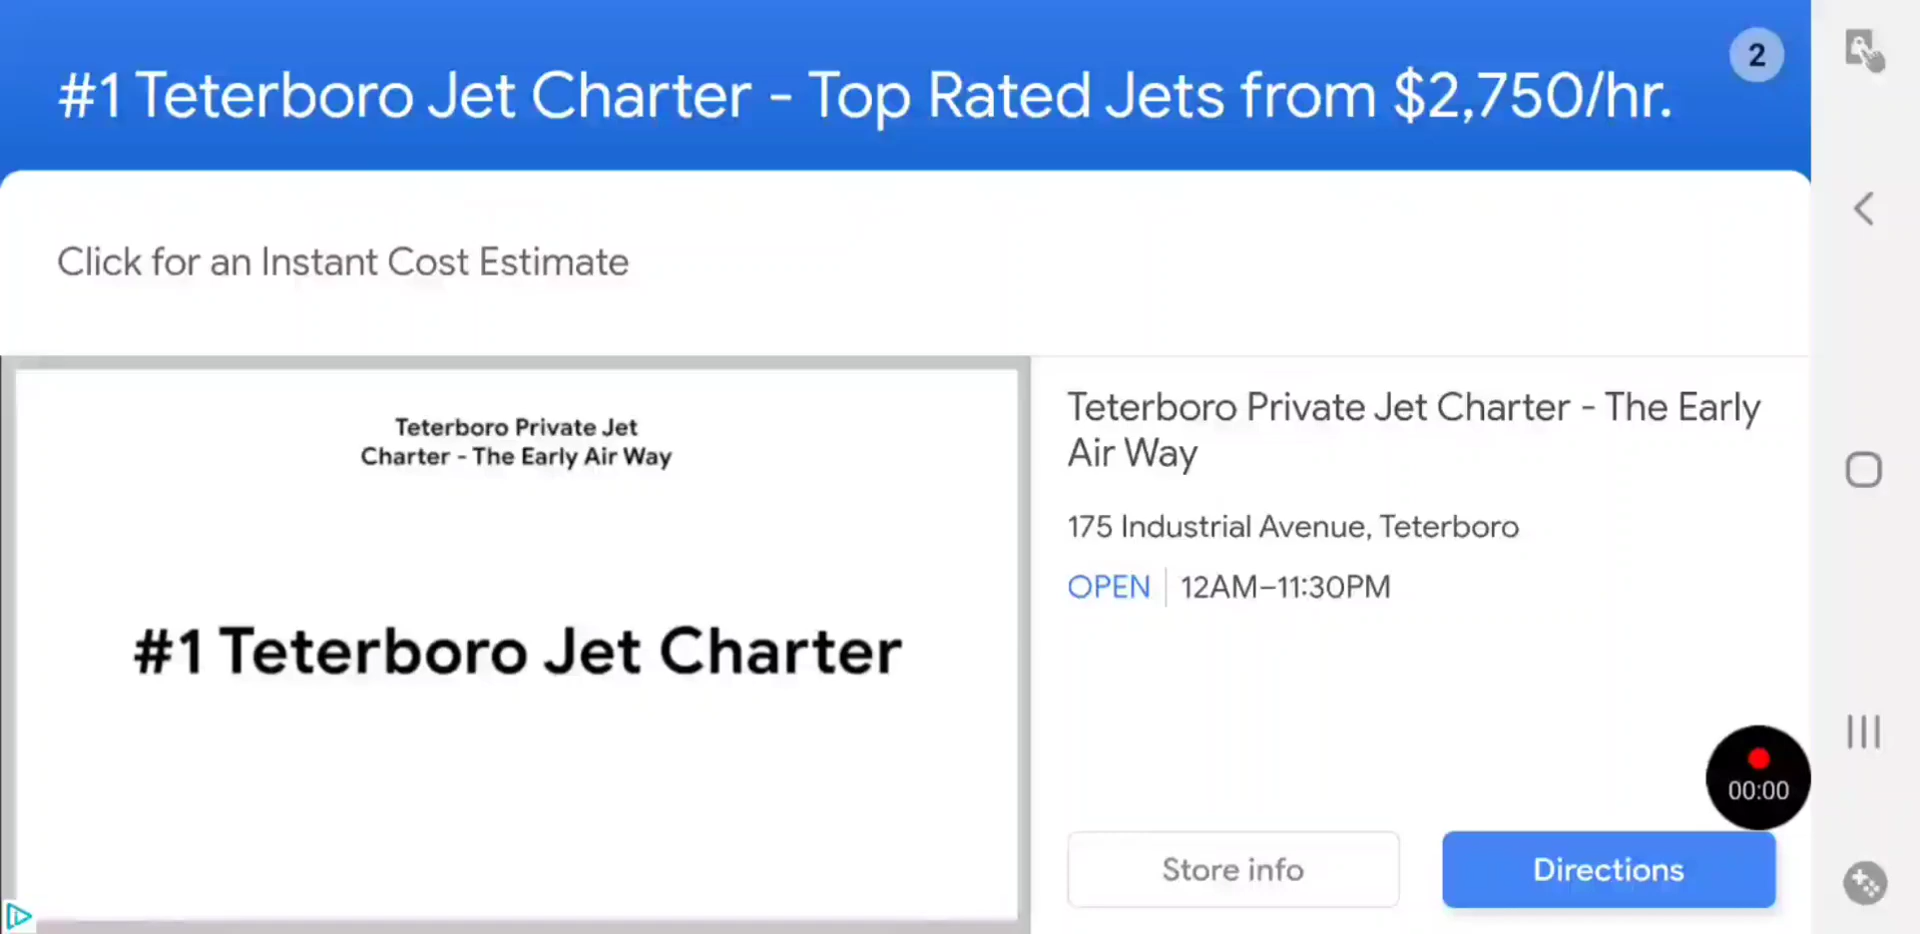 #1 Teterboro Jet Charter - Top Rated Jets from $2,750/hr.
2
Click for an Instant Cost Estimate
Teterboro Private Jet
Charter - The Early Air Way
#1 Teterboro Jet Charter
Teterboro Private Jet Charter - The Early
Air Way
175 Industrial Avenue, Teterboro
OPEN | 12AM–11:30PM
00:00
Store info
Directions